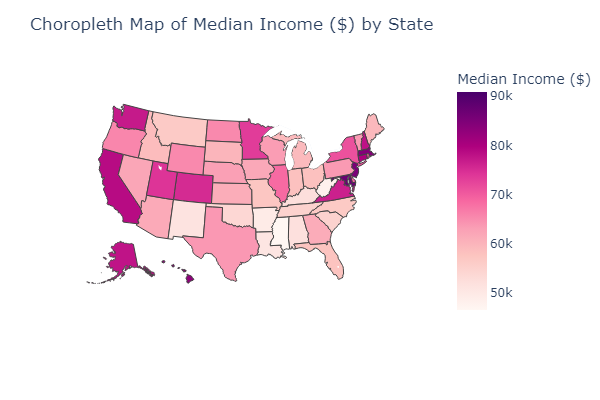 Choropleth Map of Median Income ($) by State
Median Income ($)
90k
80k
70k
60k
50k